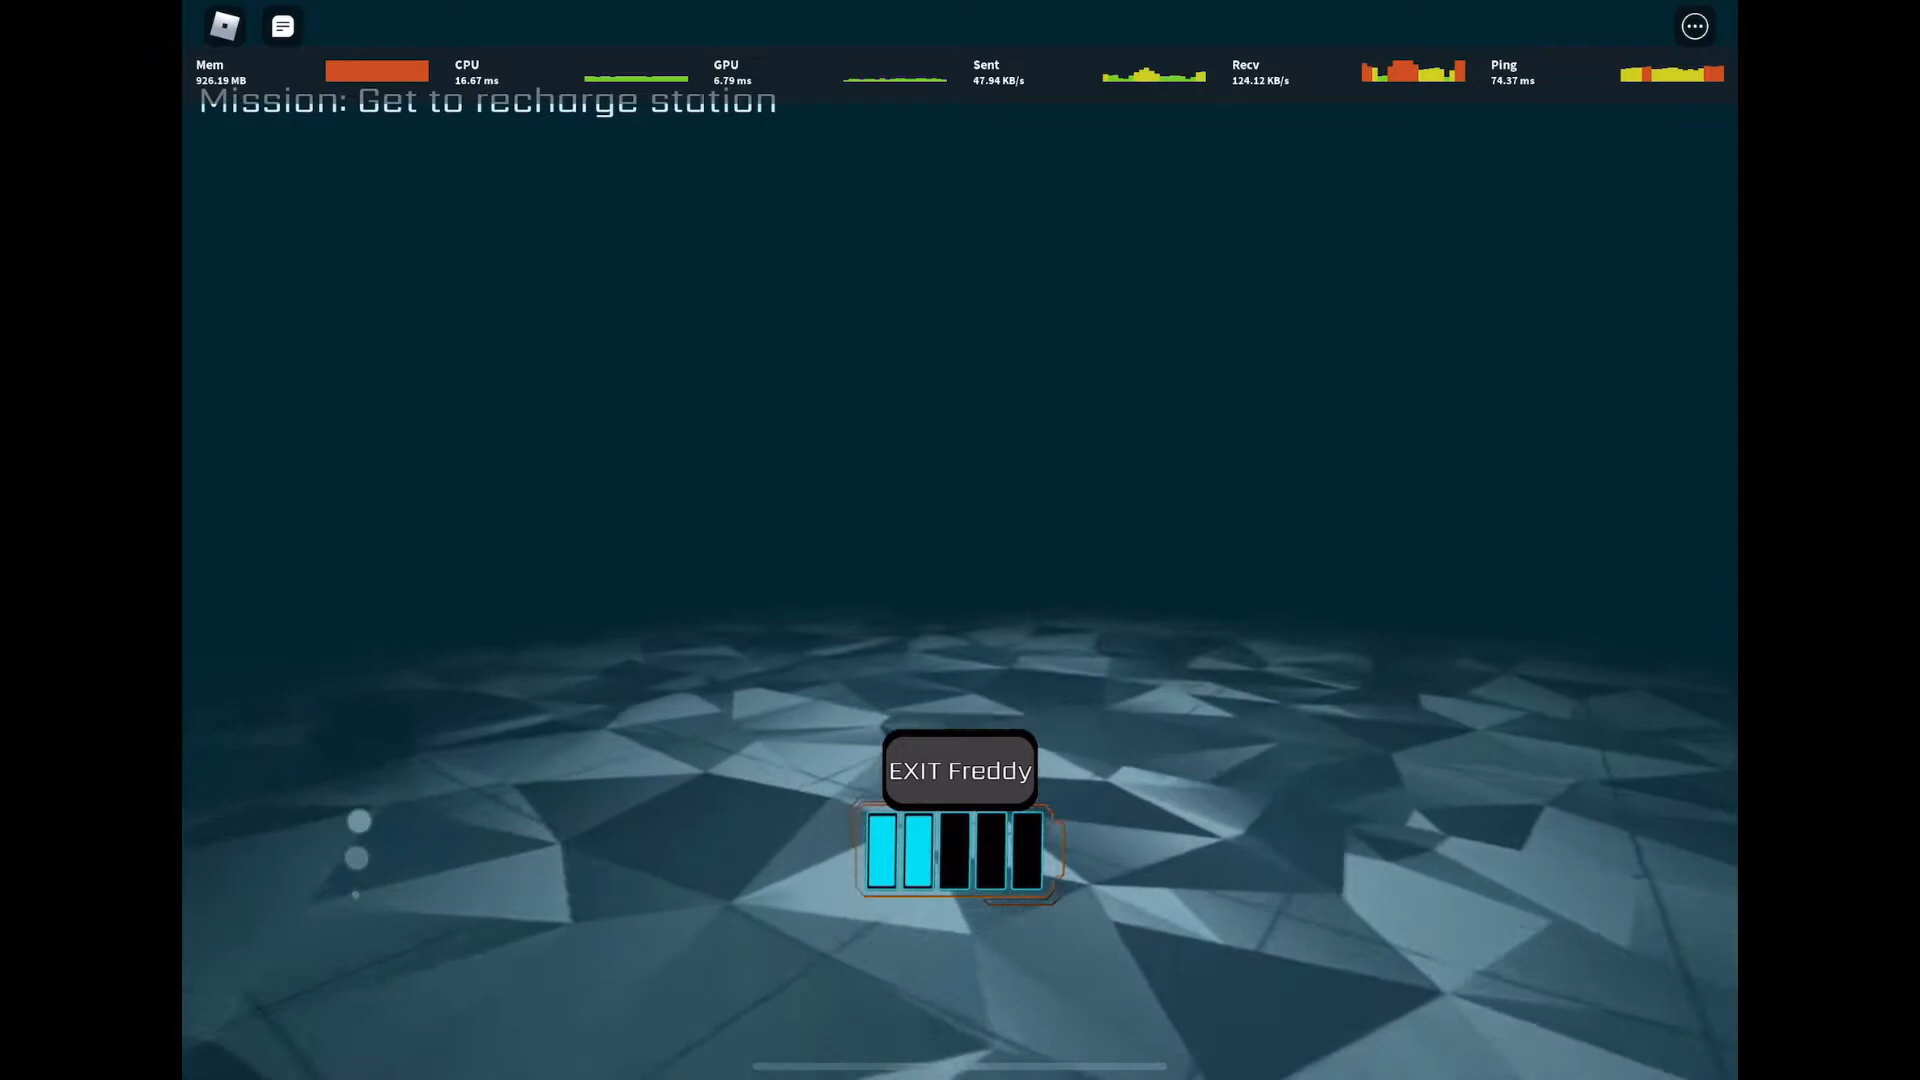 Mem
926.19 MB
CPU
16.67 ms
GPU
6.79 ms
Sent
47.94 KB/s
Recv
124.12 KB/s
Ping
74.37 ms
Mission: Get to recharge station
EXIT Freddy